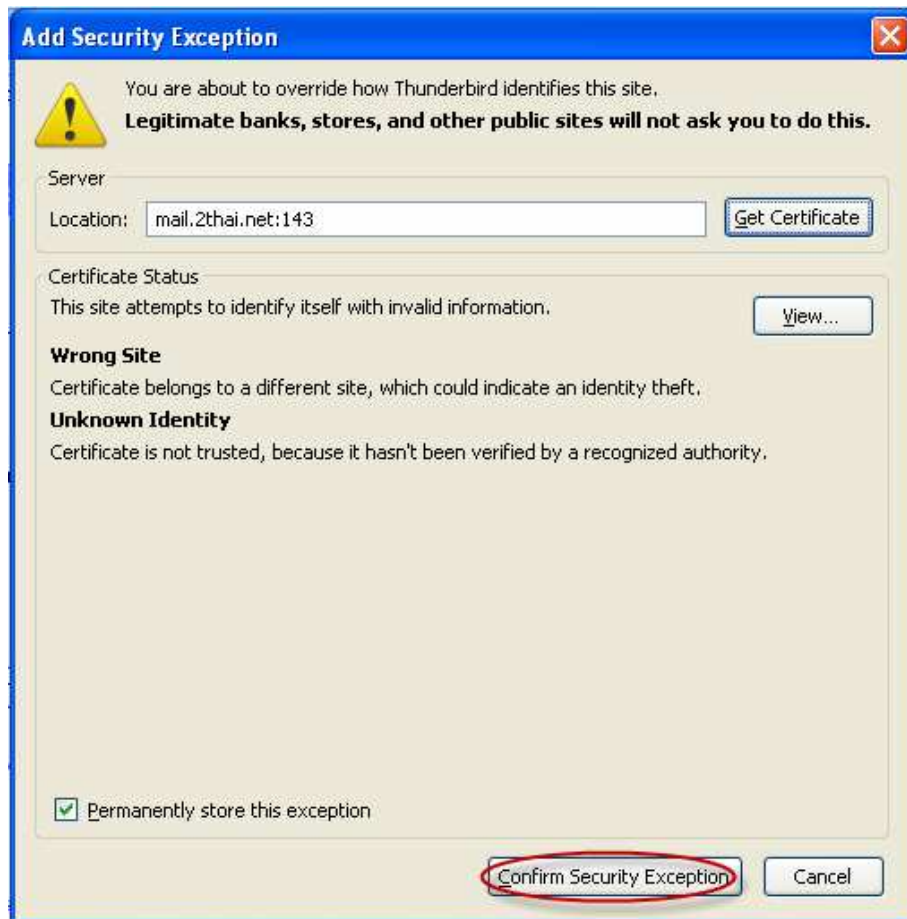 Add Security Exception
You are about to override how Thunderbird identifies this site.
Legitimate banks, stores, and other public sites will not ask you to do this.
Server
Location:
mail.2thai.net:143
Get Certificate
Certificate Status
This site attempts to identify itself with invalid information.
View...
Wrong Site
Certificate belongs to a different site, which could indicate an identity theft.
Unknown Identity
Certificate is not trusted, because it hasn't been verified by a recognized authority.
Permanently store this exception
Confirm Security Exception
Cancel